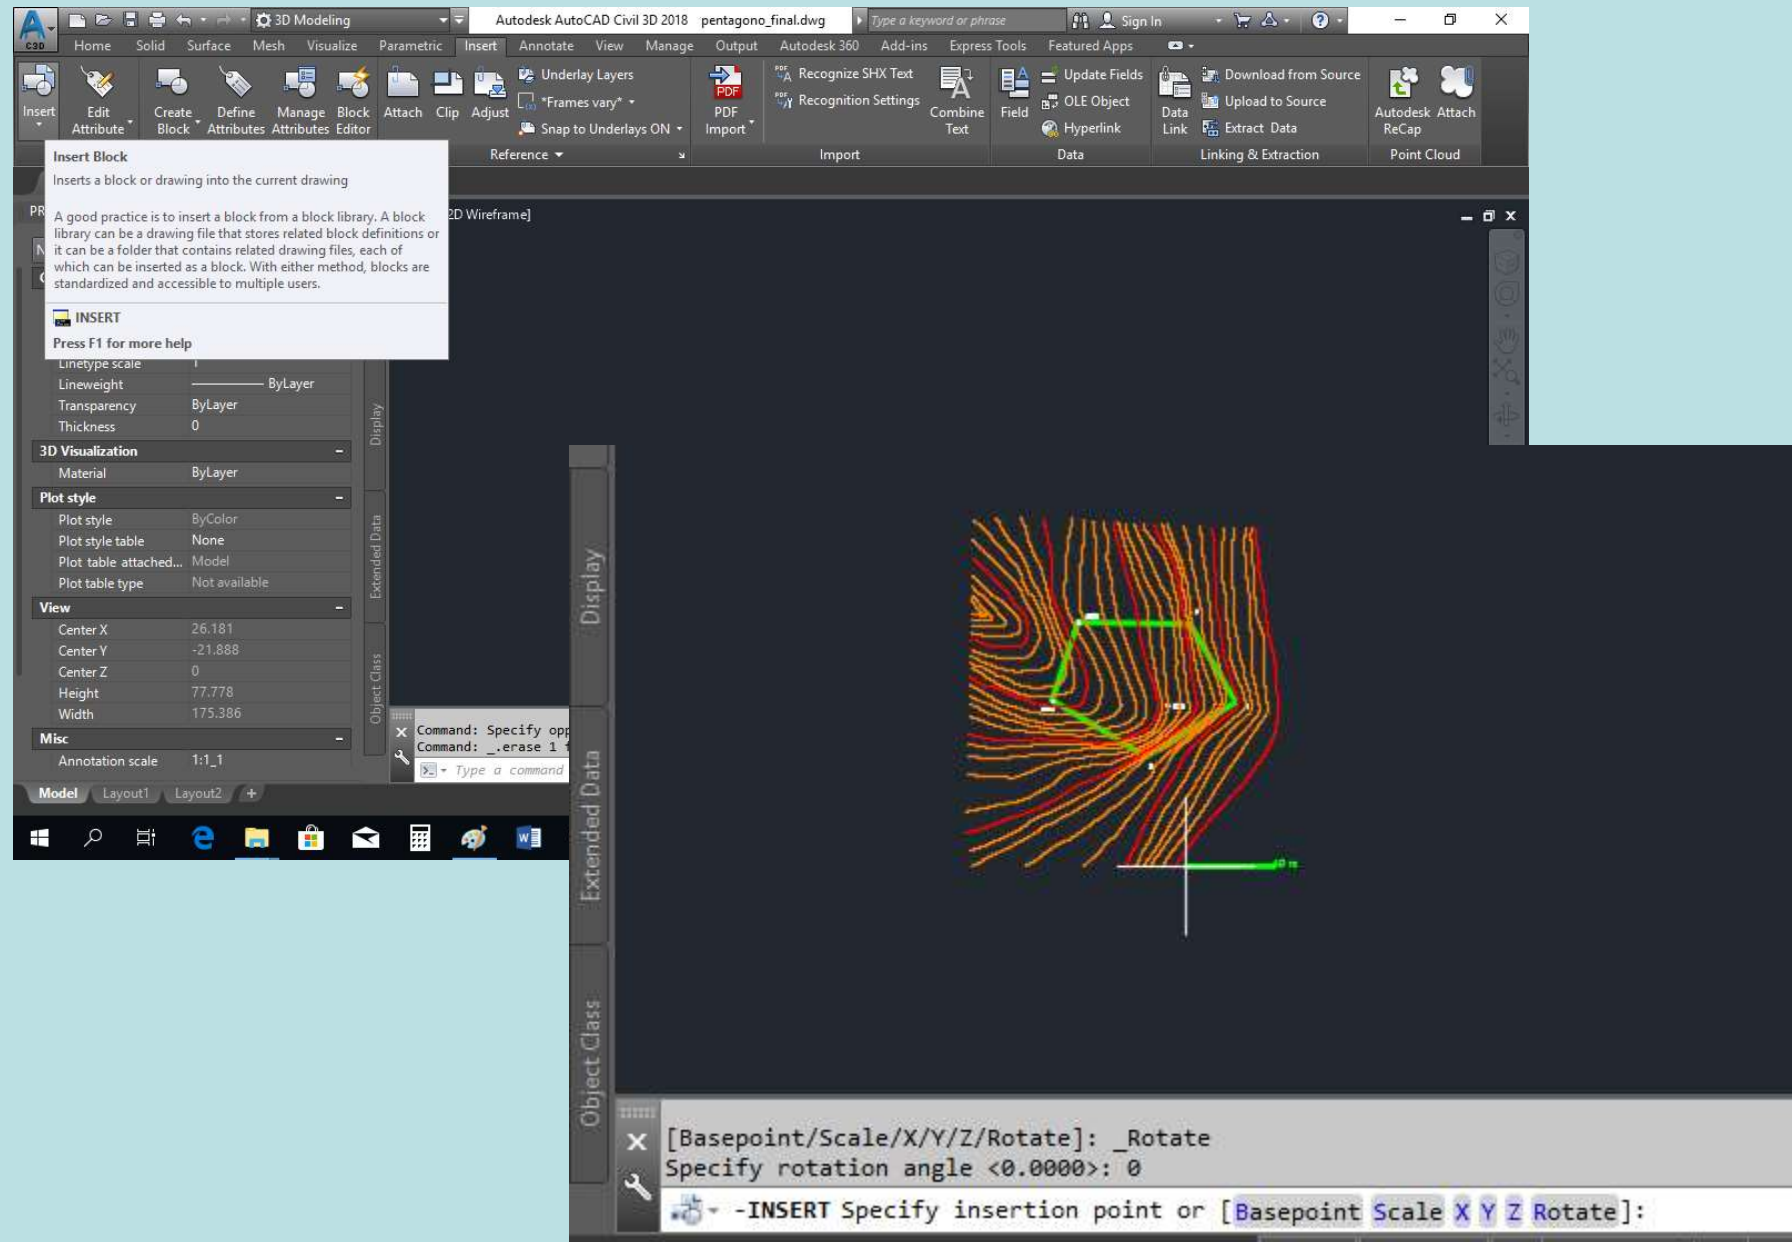 3D Modeling
Autodesk AutoCAD Civil 3D 2018 pentagono_final.dwg
Type a keyword or phrase
Sign In
C3D
Home Solid Surface Mesh Visualize Parametric Insert Annotate View Manage Output Autodesk 360 Add-ins Express Tools Featured Apps
Insert
Edit
Attribute
Create
Block
Define
Attributes
Manage
Attributes
Block
Editor
Attach Clip Adjust
Underlay Layers
*Frames vary*
Snap to Underlays ON
PDF
PDF
Import
Recognize SHX Text
Recognition Settings
Combine
Text
Field
Update Fields
OLE Object
Hyperlink
Data
Link
Download from Source
Upload to Source
Extract Data
Autodesk
ReCap
Attach
Reference
Import
Data
Linking & Extraction
Point Cloud
Insert Block
Inserts a block or drawing into the current drawing
A good practice is to insert a block from a block library. A block
library can be a drawing file that stores related block definitions or
it can be a folder that contains related drawing files, each of
which can be inserted as a block. With either method, blocks are
standardized and accessible to multiple users.
INSERT
Press F1 for more help
PR
2D Wireframe]
Linetype scale 1
Lineweight ByLayer
Transparency ByLayer
Thickness 0
3D Visualization
Material ByLayer
Plot style
Plot style ByColor
Plot style table None
Plot table attached... Model
Plot table type Not available
View
Center X 26.181
Center Y -21.888
Center Z 0
Height 77.778
Width 175.386
Misc
Annotation scale 1:1_1
Display
Extended Data
Object Class
Command: Specify opp
Command: _.erase 1 f
Type a command
Model Layout1 Layout2 +
Display
Extended Data
Object Class
[Basepoint/Scale/X/Y/Z/Rotate]: _Rotate
Specify rotation angle <0.0000>: 0
-INSERT Specify insertion point or [Basepoint Scale X Y Z Rotate]: